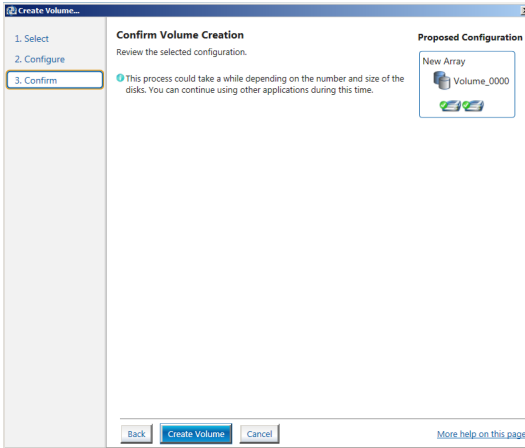 Create Volume...
1. Select
2. Configure
3. Confirm
Confirm Volume Creation
Review the selected configuration.
This process could take a while depending on the number and size of the
disks. You can continue using other applications during this time.
Proposed Configuration
New Array
Volume_0000
Back
Create Volume
Cancel
More help on this page